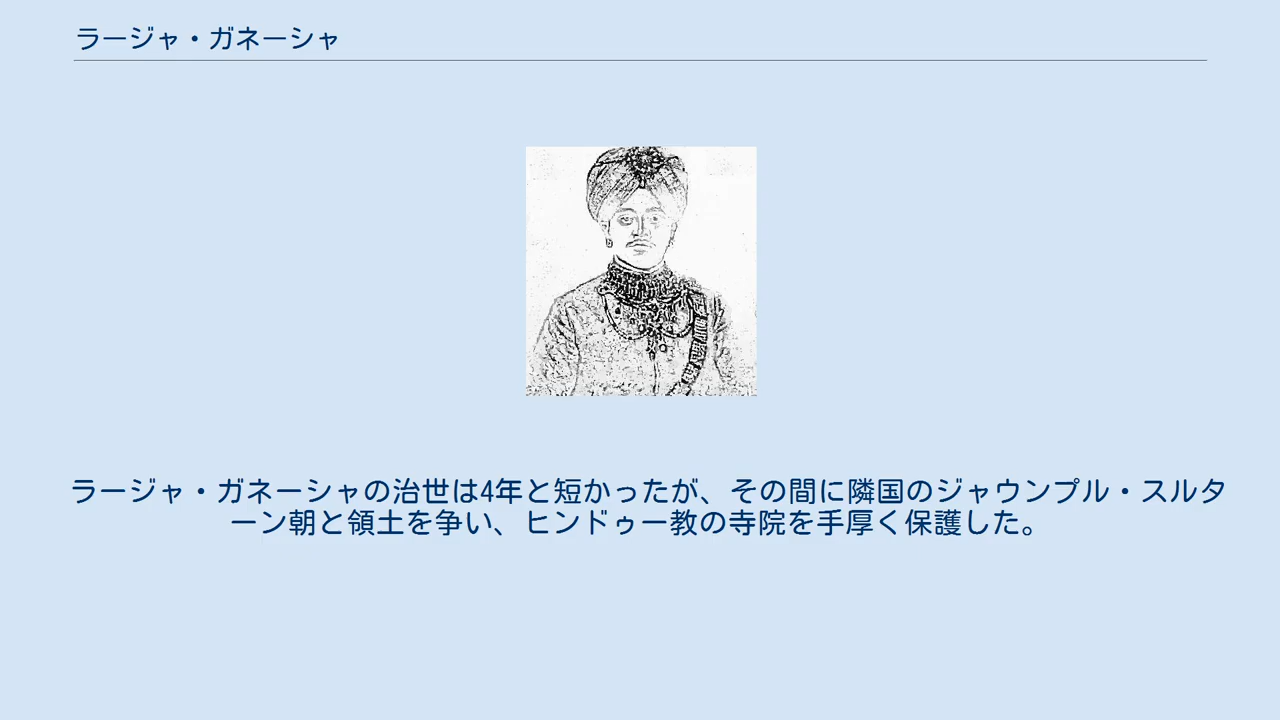 ラージャ・ガネーシャ
ラージャ・ガネーシャの治世は4年と短かったが、その間に隣国のジャウンプル・スルタ
ーン朝と領土を争い、ヒンドゥー教の寺院を手厚く保護した。